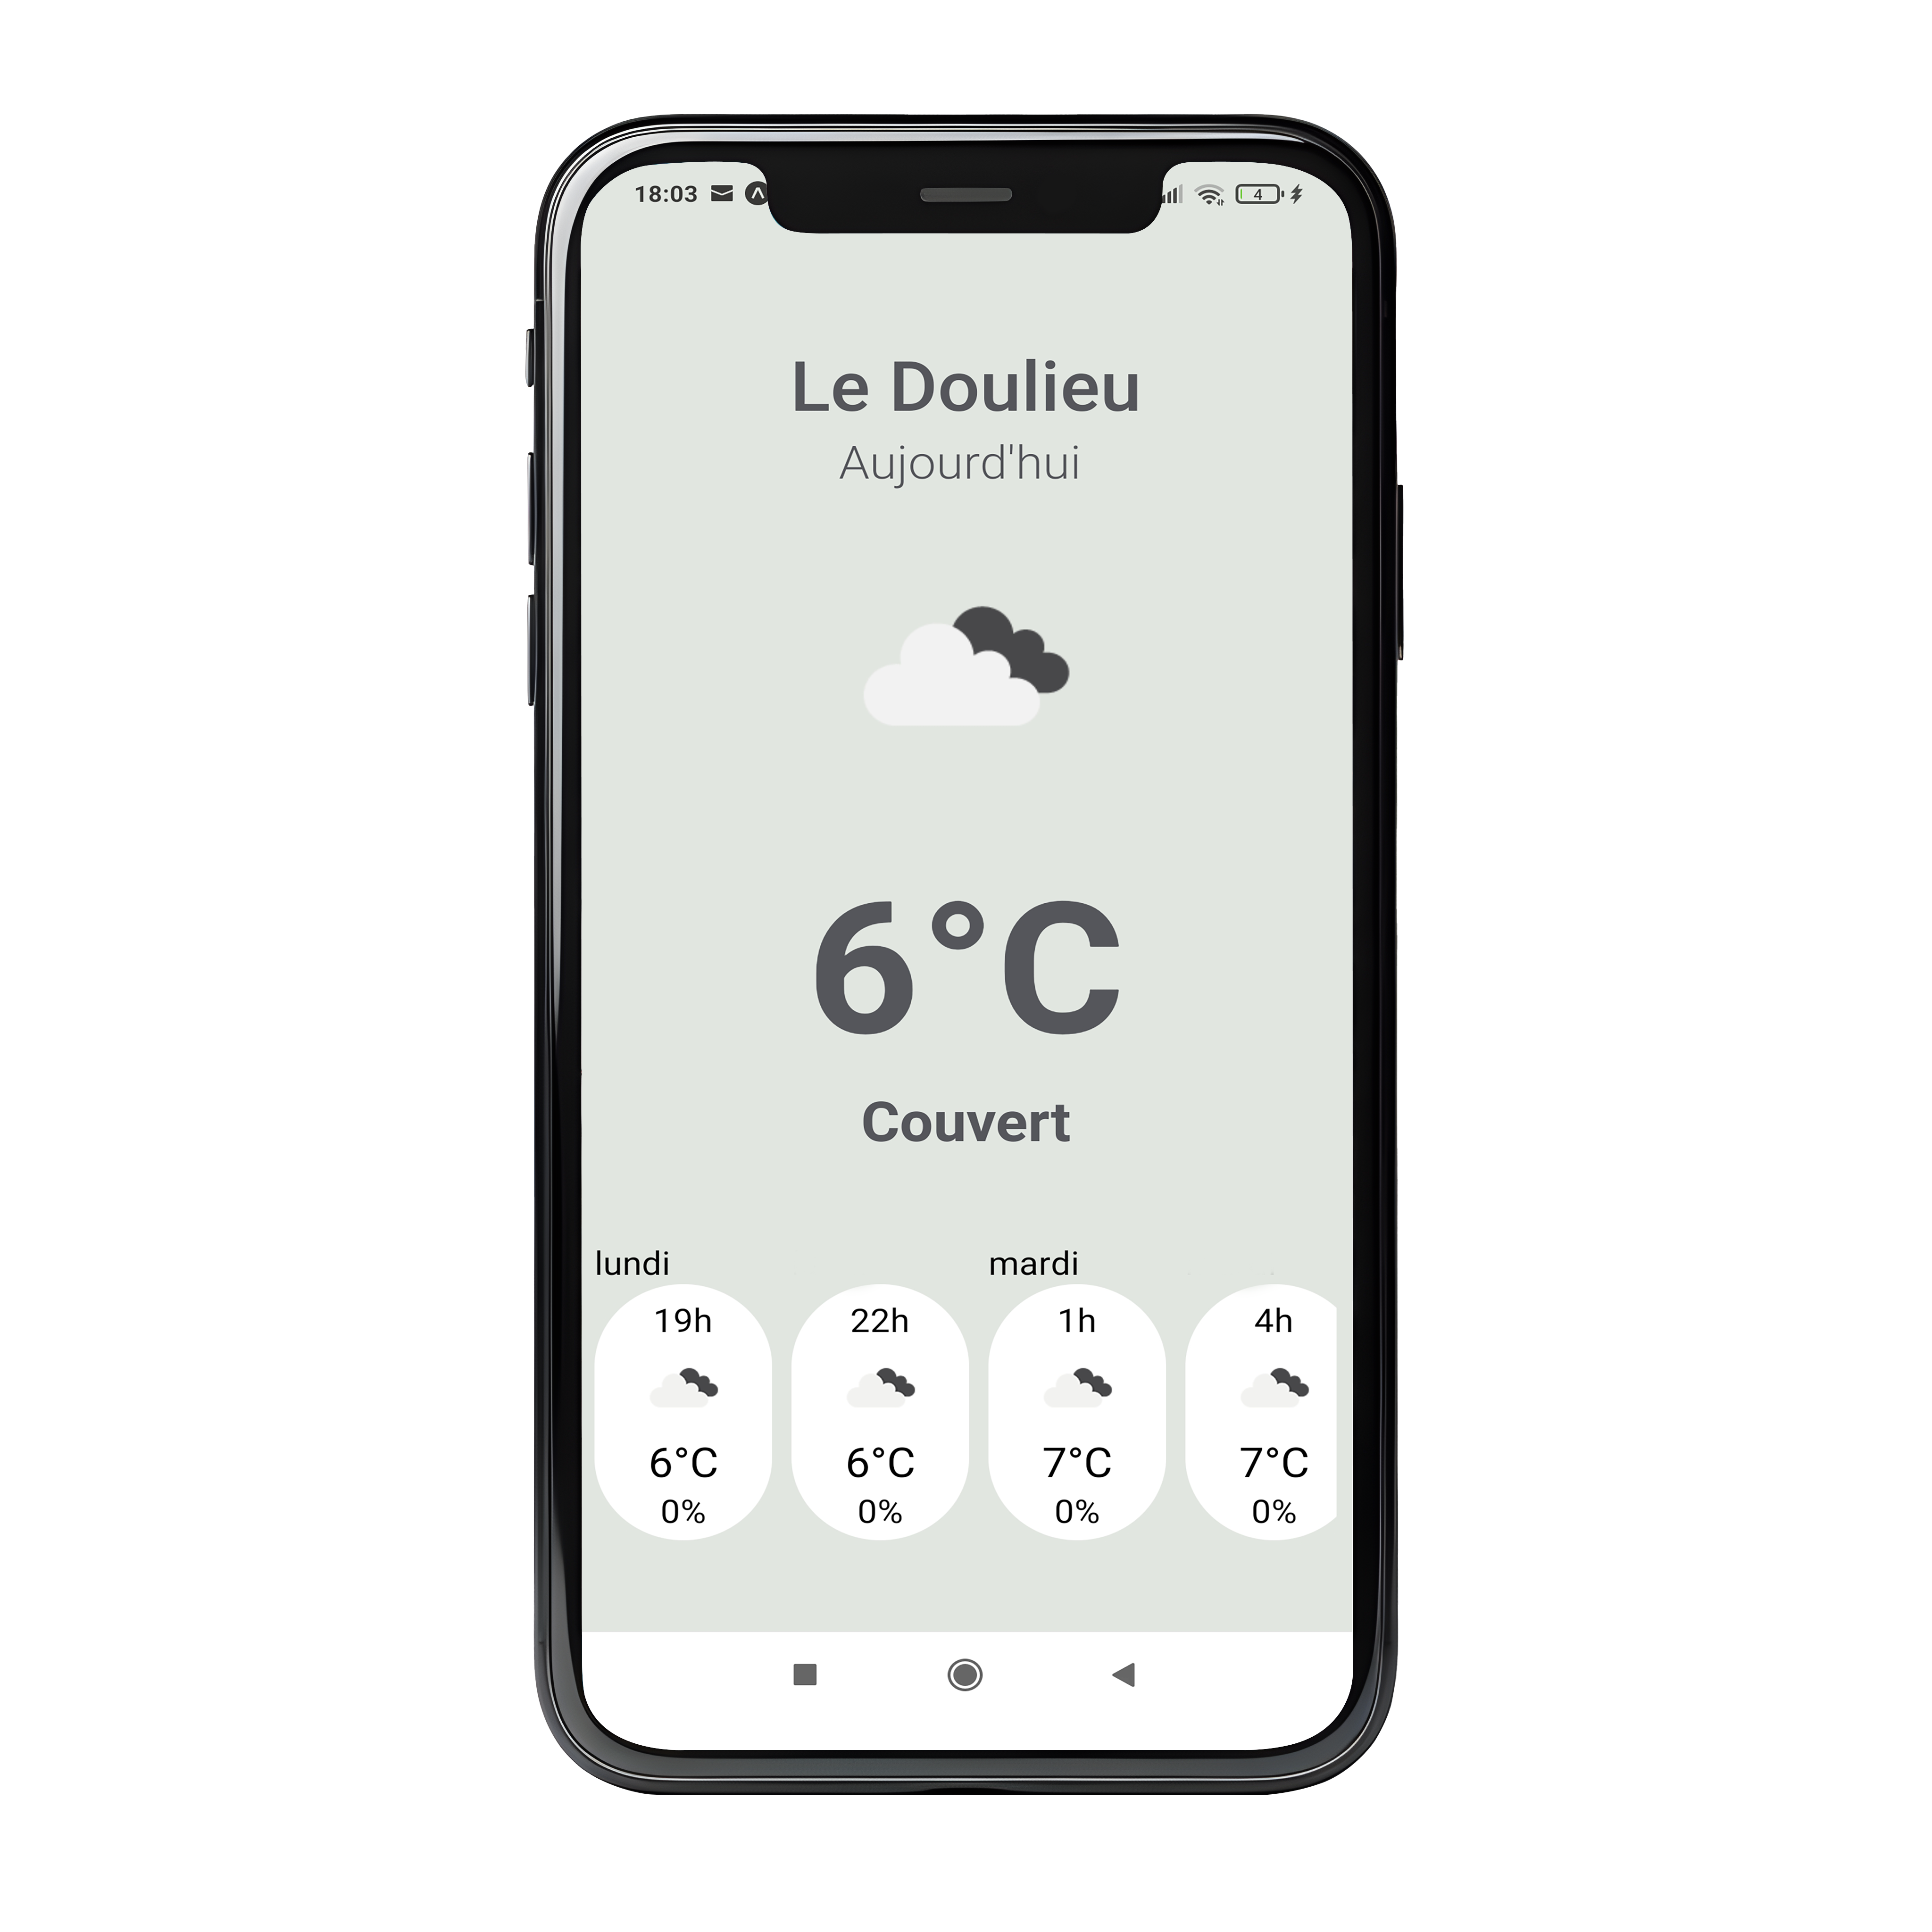 18:03 4
Le Doulieu
Aujourd'hui
6°C
Couvert
lundi mardi
19h 22h 1h 4h
6°C 6°C 7°C 7°C
0% 0% 0% 0%